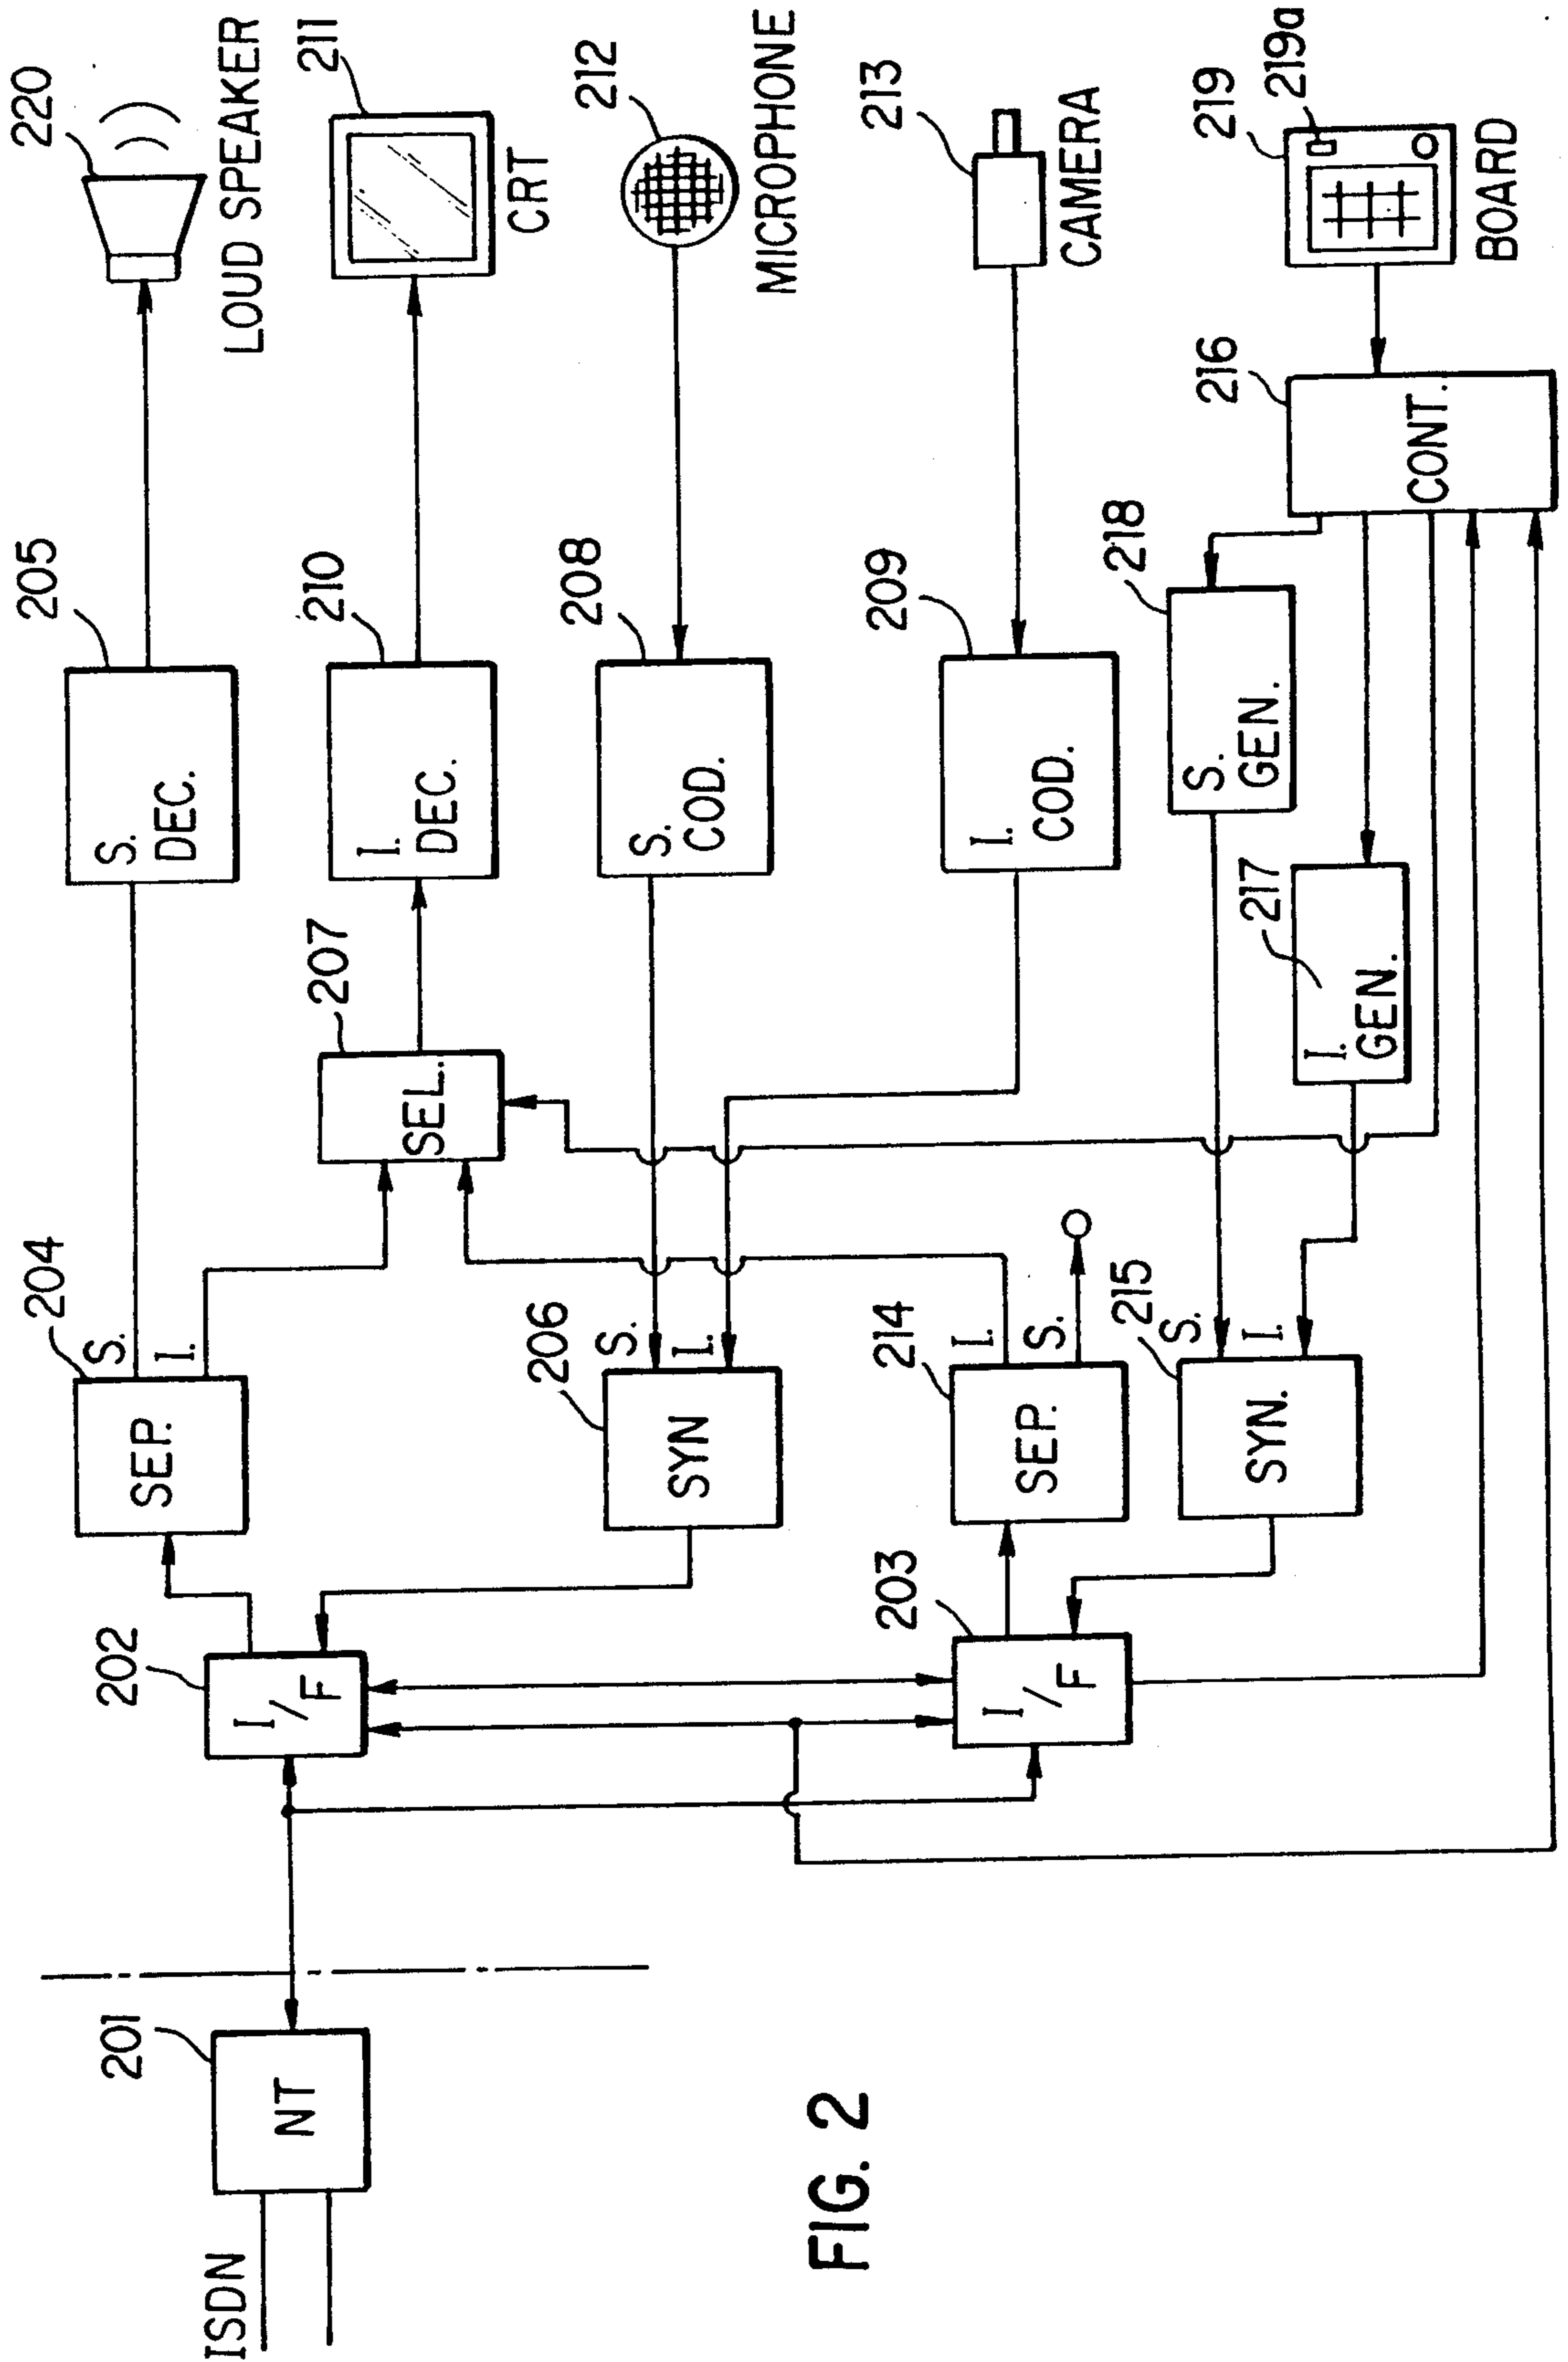 220
LOUD SPEAKER
205
S.
DEC.
204
S.
I.
SEP.
202
I/F
201
NT
ISDN
211
CRT
210
I.
DEC.
207
SEL.
212
MICROPHONE
208
S.
COD.
206
S.
I.
SYN
213
CAMERA
209
I.
COD.
214
I.
S.
SEP.
203
I/F
219
219a
BOARD
216
CONT.
218
S.
GEN.
217
I.
GEN.
215
S.
I.
SYN.
FIG. 2